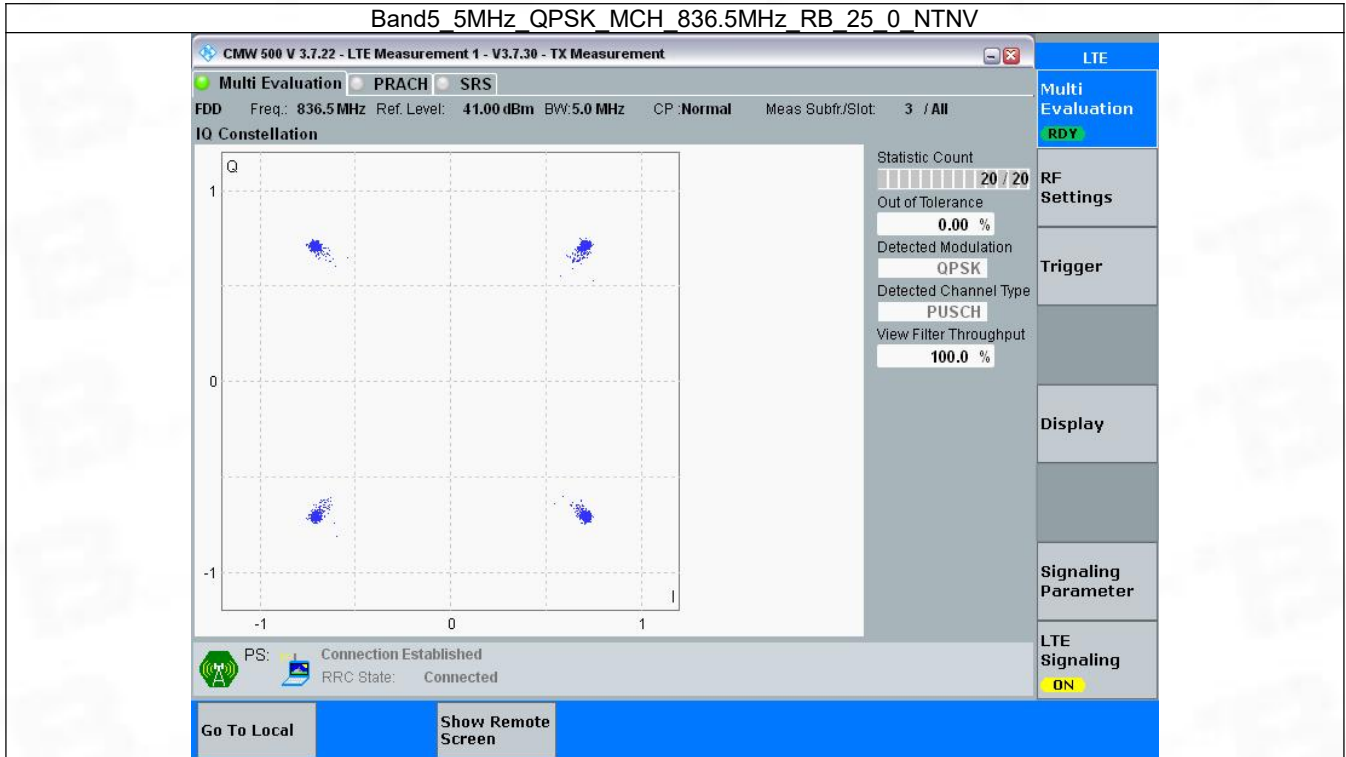 Band5_5MHz_QPSK_MCH_836.5MHz_RB_25_0_NTNV
CMW 500 V 3.7.22 - LTE Measurement 1 - V3.7.30 - TX Measurement
LTE
Multi Evaluation PRACH SRS
Multi
Evaluation
RDY
FDD Freq.: 836.5 MHz Ref. Level: 41.00 dBm BW:5.0 MHz CP :Normal Meas Subfr./Slot: 3 / All
IQ Constellation
Q
1
0
-1
I
-1 0 1
Statistic Count
20 / 20
Out of Tolerance
0.00 %
Detected Modulation
QPSK
Detected Channel Type
PUSCH
View Filter Throughput
100.0 %
RF
Settings
Trigger
Display
Signaling
Parameter
LTE
Signaling
ON
PS: Connection Established
RRC State: Connected
Go To Local
Show Remote
Screen